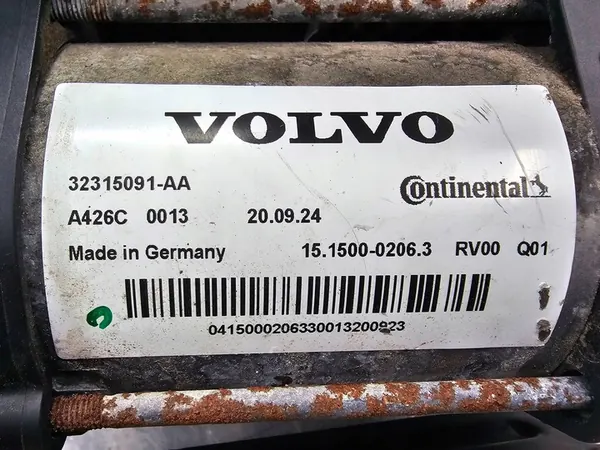 VOLVO
32315091-AA
Continental
A426C 0013 20.09.24
Made in Germany 15.1500-0206.3 RV00 Q01
0415000206330013200923